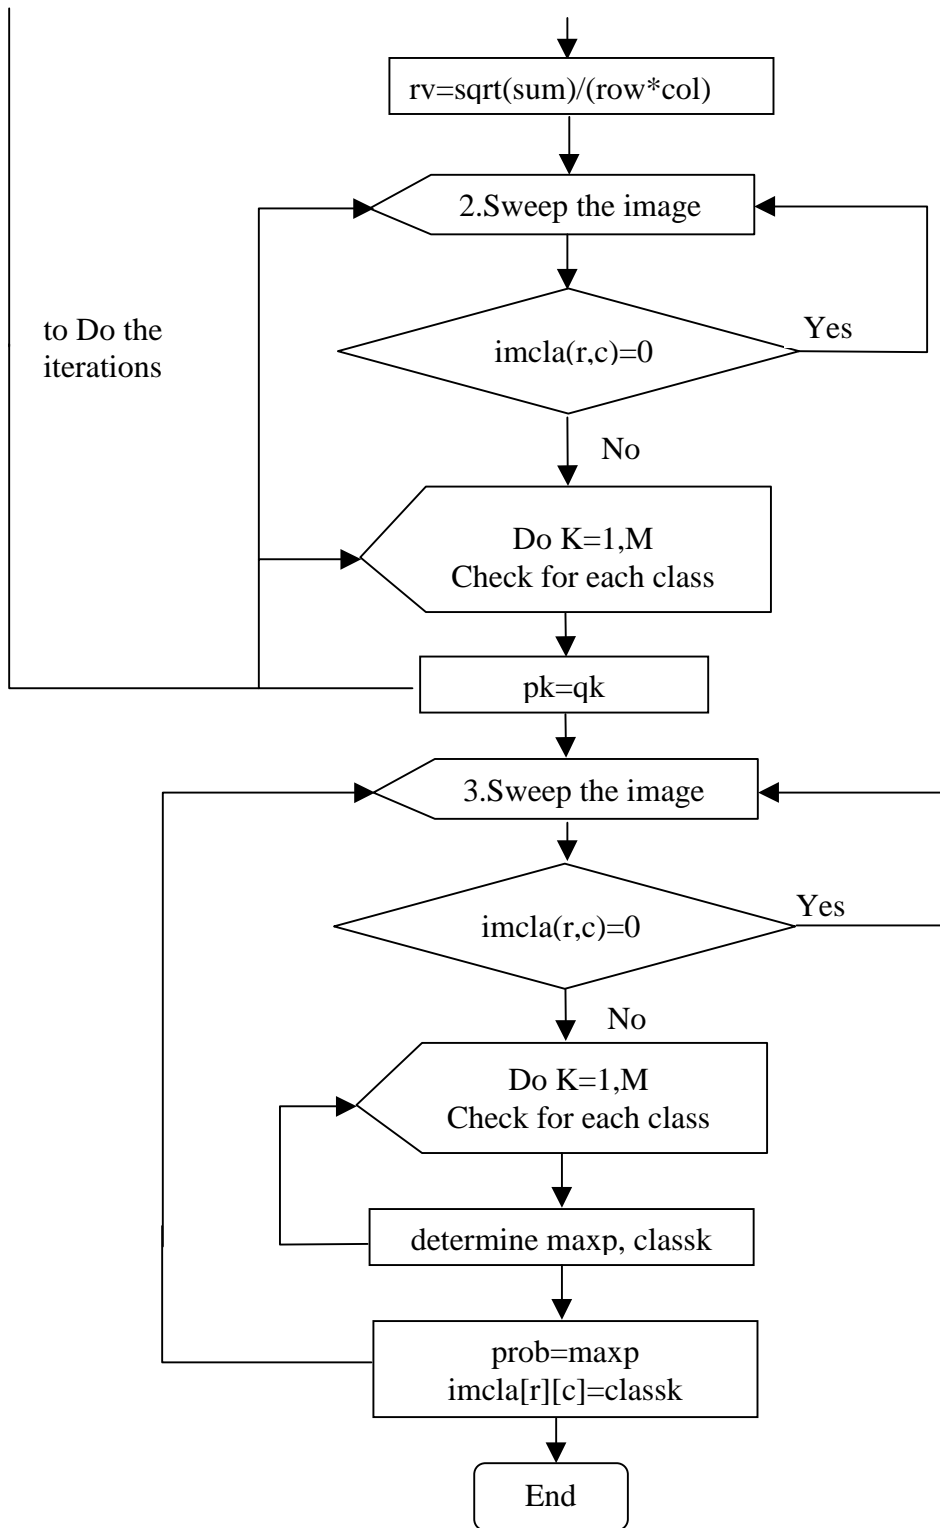 rv=sqrt(sum)/(row*col)
2.Sweep the image
to Do the
iterations
imcla(r,c)=0
Yes
No
Do K=1,M
Check for each class
pk=qk
3.Sweep the image
imcla(r,c)=0
Yes
No
Do K=1,M
Check for each class
determine maxp, classk
prob=maxp
imcla[r][c]=classk
End